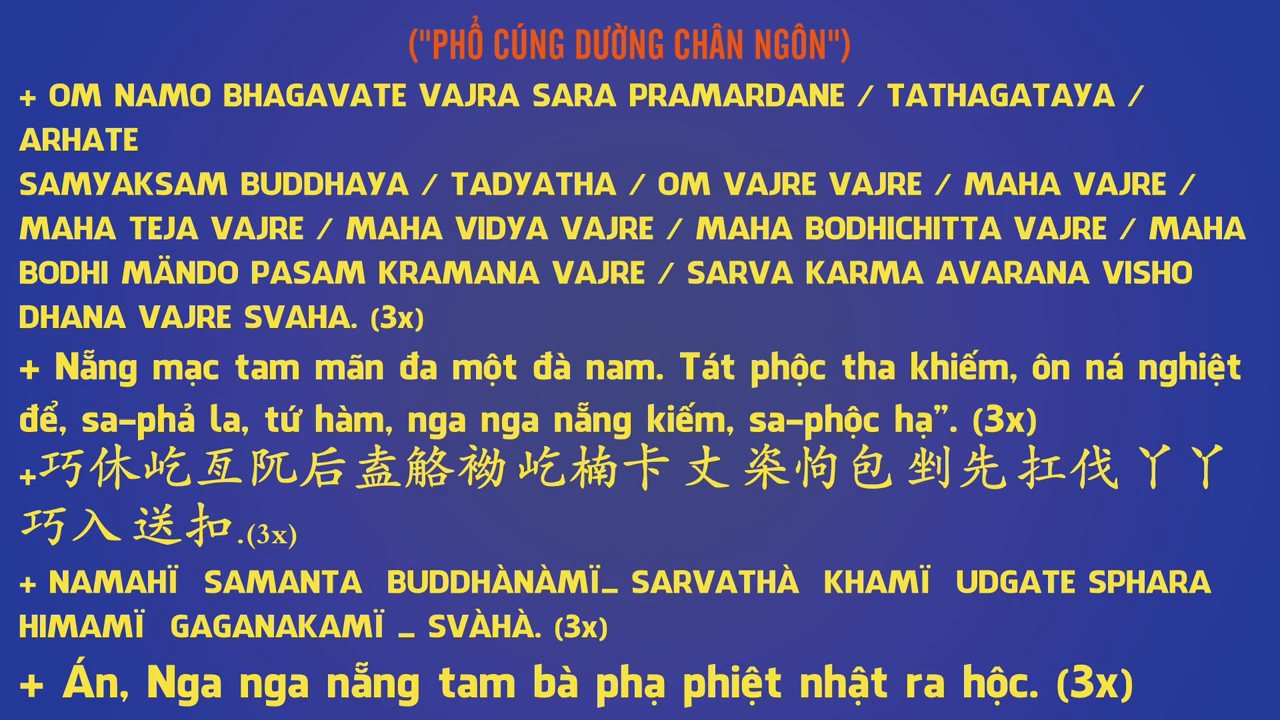 ("PHỔ CÚNG DƯỜNG CHÂN NGÔN")
+ OM NAMO BHAGAVATE VAJRA SARA PRAMARDANE / TATHAGATAYA /
ARHATE
SAMYAKSAM BUDDHAYA / TADYATHA / OM VAJRE VAJRE / MAHA VAJRE /
MAHA TEJA VAJRE / MAHA VIDYA VAJRE / MAHA BODHICHITTA VAJRE / MAHA
BODHI MÄNDO PASAM KRAMANA VAJRE / SARVA KARMA AVARANA VISHO
DHANA VAJRE SVAHA. (3x)
+ Nẵng mạc tam mãn đa một đà nam. Tát phộc tha khiếm, ôn ná nghiệt
để, sa-phả la, tứ hàm, nga nga nẵng kiếm, sa-phộc hạ”. (3x)
+巧休屹亙阢后盍觡袎屹楠卡丈栥怐包剉先扛伐丫丫
巧入送扣.(3x)
+ NAMAHÏ SAMANTA BUDDHÀNÀMÏ_ SARVATHÀ KHAMÏ UDGATE SPHARA
HIMAMÏ GAGANAKAMÏ _ SVÀHÀ. (3x)
+ Án, Nga nga nẵng tam bà phạ phiệt nhật ra hộc. (3x)